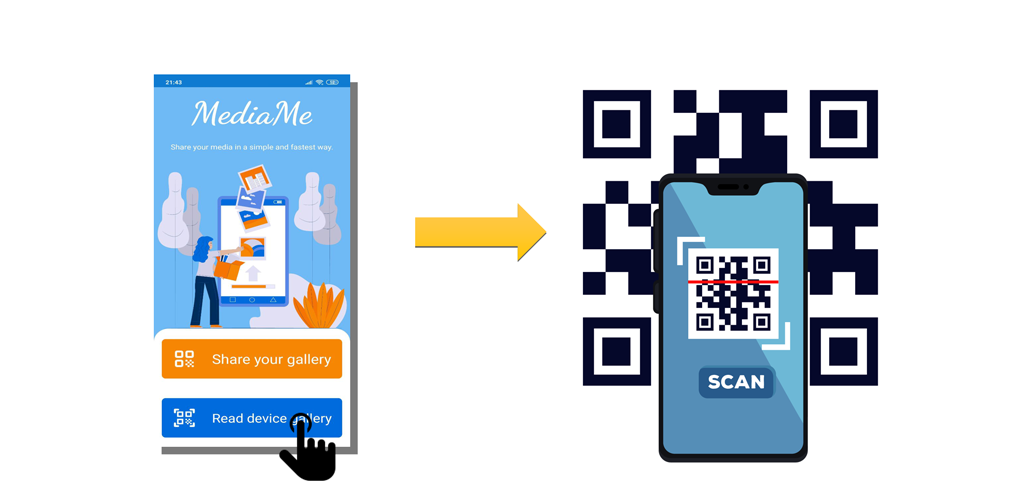 21:43
MediaMe
Share your media in a simple and fastest way.
Share your gallery
Read device gallery
SCAN